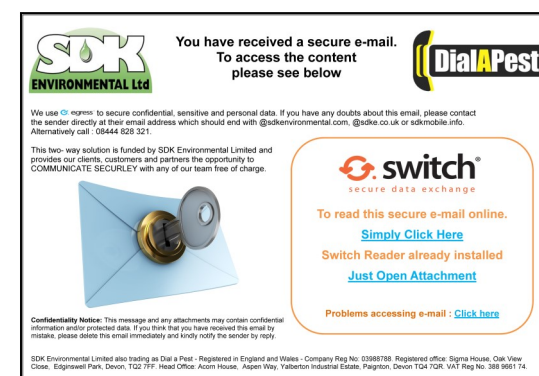 SDK
ENVIRONMENTAL Ltd
You have received a secure e-mail.
To access the content
please see below
DialAPest
We use egress to secure confidential, sensitive and personal data. If you have any doubts about this email, please contact
the sender directly at their email address which should end with @sdkenvironmental.com, @sdke.co.uk or sdkmobile.info.
Alternatively call : 08444 828 321.
This two- way solution is funded by SDK Environmental Limited and
provides our clients, customers and partners the opportunity to
COMMUNICATE SECURLEY with any of our team free of charge.
switch®
secure data exchange
To read this secure e-mail online.
Simply Click Here
Switch Reader already installed
Just Open Attachment
Problems accessing e-mail : Click here
Confidentiality Notice: This message and any attachments may contain confidential
information and/or protected data. If you think that you have received this email by
mistake, please delete this email immediately and kindly notify the sender by reply.
SDK Environmental Limited also trading as Dial a Pest - Registered in England and Wales - Company Reg No: 03988788. Registered office: Sigma House, Oak View
Close, Edginswell Park, Devon, TQ2 7FF. Head Office: Acorn House, Aspen Way, Yalberton Industrial Estate, Paignton, Devon TQ4 7QR. VAT Reg No. 388 9661 74.